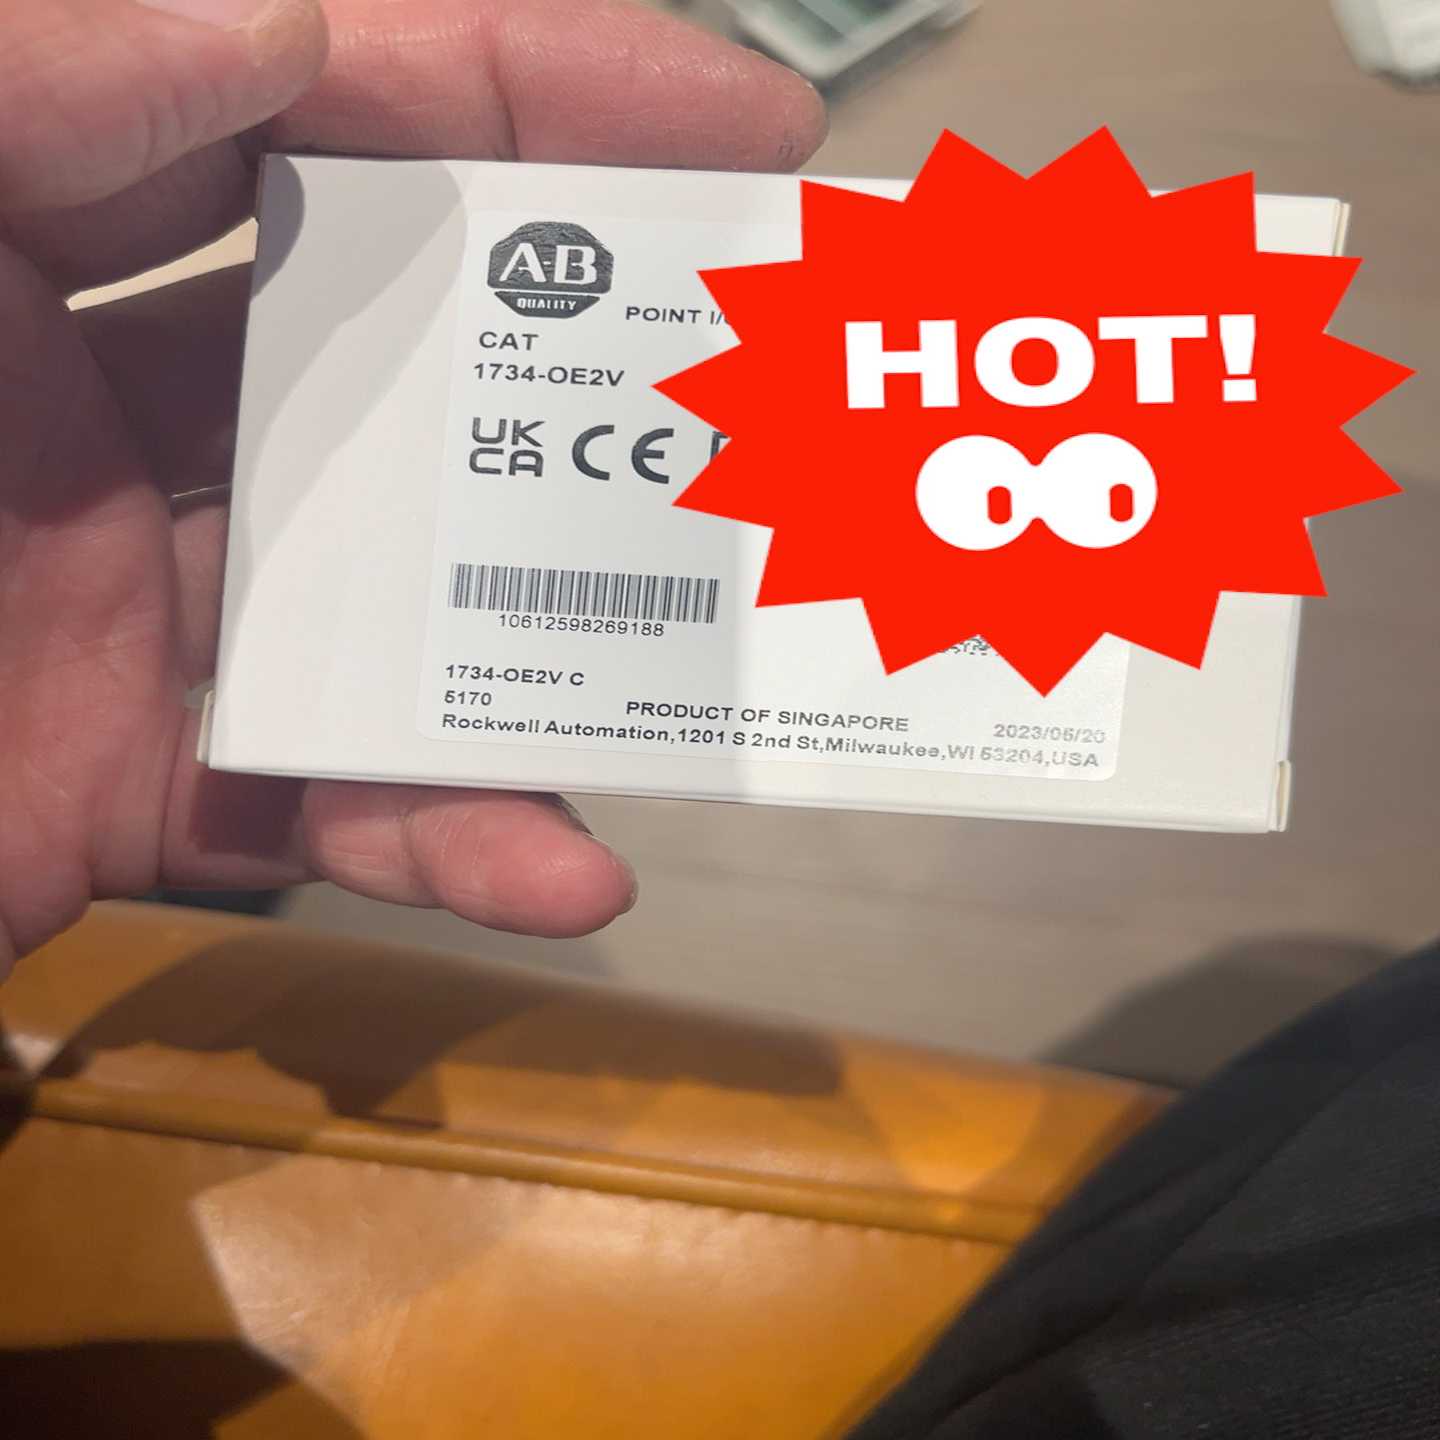 A-B
QUALITY
POINT I/
CAT
1734-OE2V
UK
CA CE
10612598269188
1734-OE2V C
5170
PRODUCT OF SINGAPORE 2023/05/20
Rockwell Automation,1201 S 2nd St,Milwaukee,WI 53204,USA
HOT!